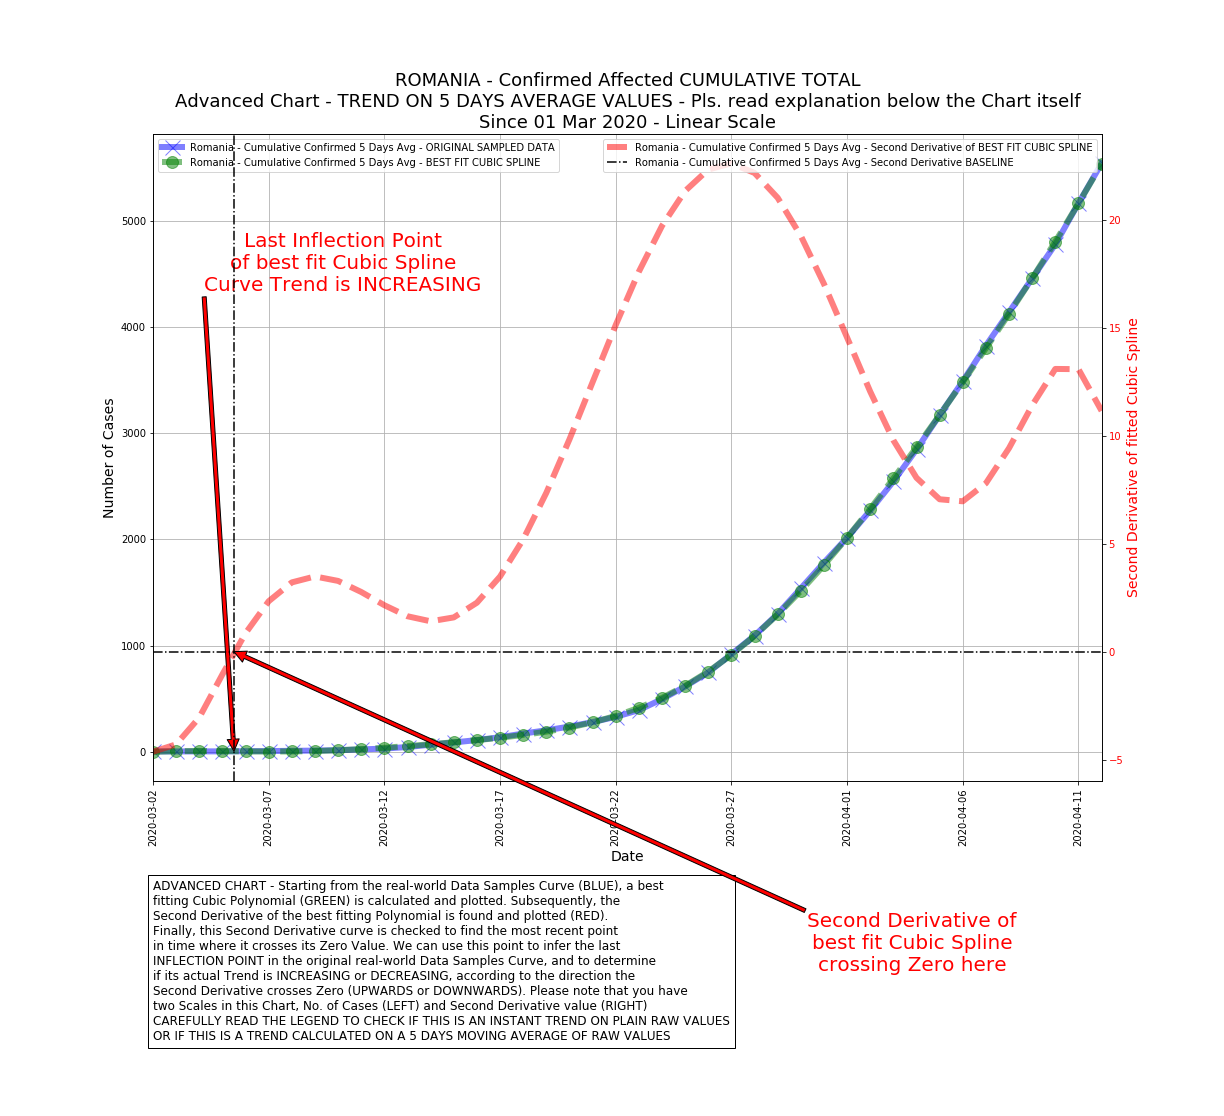 ROMANIA - Confirmed Affected CUMULATIVE TOTAL
Advanced Chart - TREND ON 5 DAYS AVERAGE VALUES - Pls. read explanation below the Chart itself
Since 01 Mar 2020 - Linear Scale
Romania - Cumulative Confirmed 5 Days Avg - ORIGINAL SAMPLED DATA
Romania - Cumulative Confirmed 5 Days Avg - BEST FIT CUBIC SPLINE
Romania - Cumulative Confirmed 5 Days Avg - Second Derivative of BEST FIT CUBIC SPLINE
Romania - Cumulative Confirmed 5 Days Avg - Second Derivative BASELINE
Last Inflection Point
of best fit Cubic Spline
Curve Trend is INCREASING
Number of Cases
5000
4000
3000
2000
1000
0
20
15
10
5
0
−5
Second Derivative of fitted Cubic Spline
2020-03-02
2020-03-07
2020-03-12
2020-03-17
2020-03-22
2020-03-27
2020-04-01
2020-04-06
2020-04-11
Date
ADVANCED CHART - Starting from the real-world Data Samples Curve (BLUE), a best
fitting Cubic Polynomial (GREEN) is calculated and plotted. Subsequently, the
Second Derivative of the best fitting Polynomial is found and plotted (RED).
Finally, this Second Derivative curve is checked to find the most recent point
in time where it crosses its Zero Value. We can use this point to infer the last
INFLECTION POINT in the original real-world Data Samples Curve, and to determine
if its actual Trend is INCREASING or DECREASING, according to the direction the
Second Derivative crosses Zero (UPWARDS or DOWNWARDS). Please note that you have
two Scales in this Chart, No. of Cases (LEFT) and Second Derivative value (RIGHT)
CAREFULLY READ THE LEGEND TO CHECK IF THIS IS AN INSTANT TREND ON PLAIN RAW VALUES
OR IF THIS IS A TREND CALCULATED ON A 5 DAYS MOVING AVERAGE OF RAW VALUES
Second Derivative of
best fit Cubic Spline
crossing Zero here